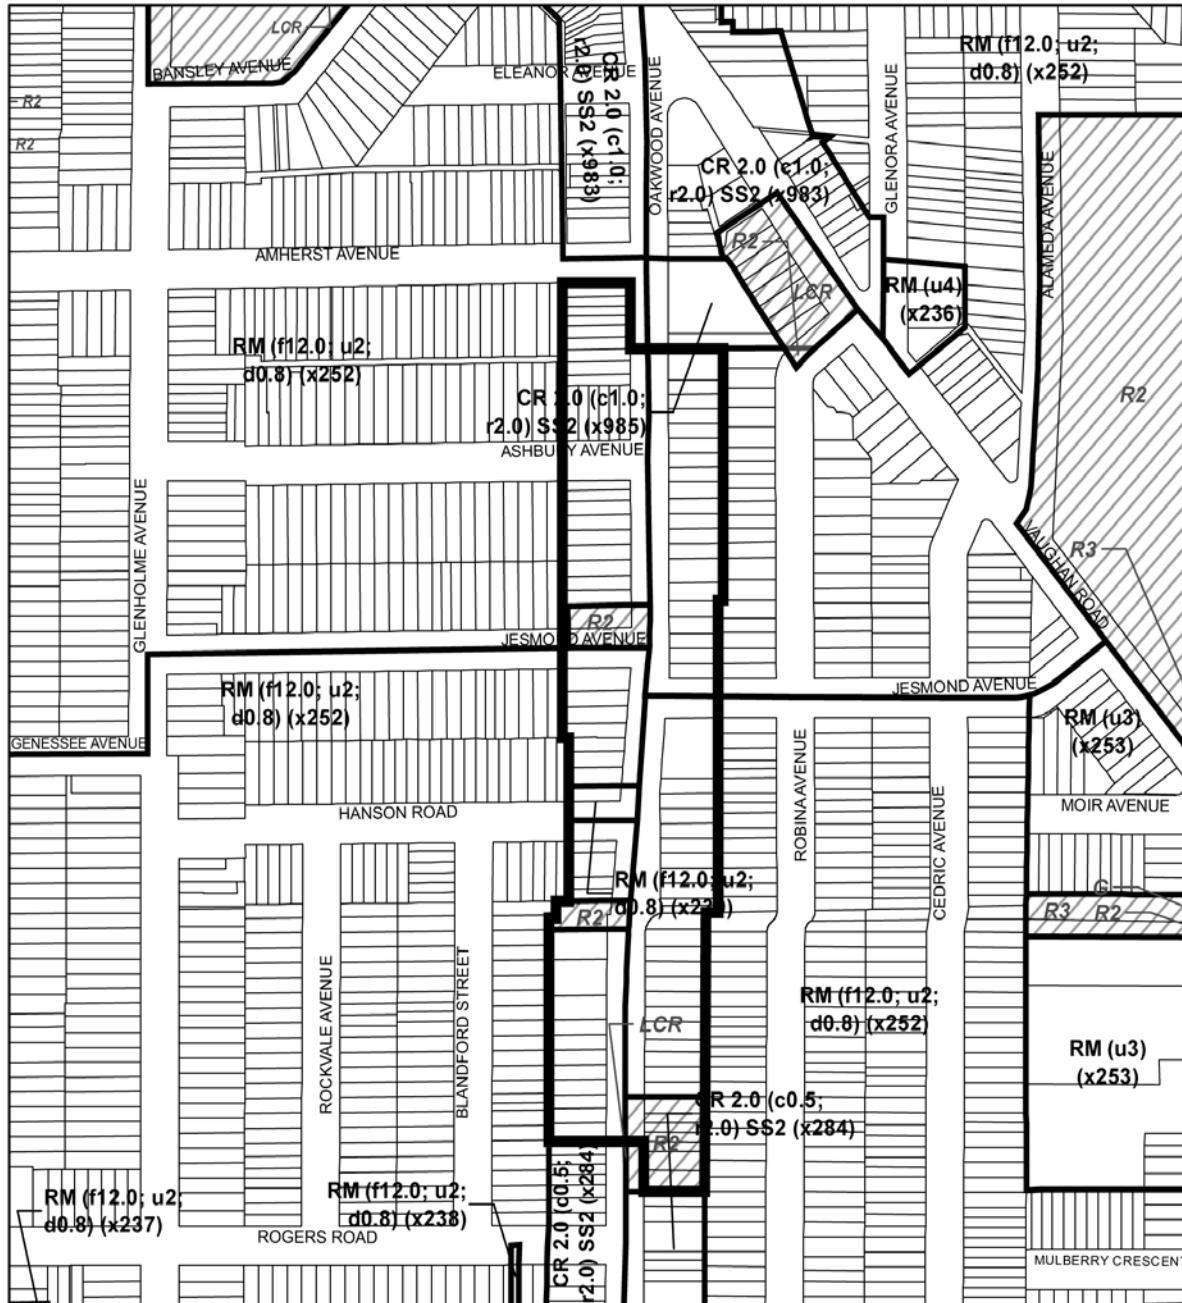 LCR
BANSLEY AVENUE
ELEANOR AVENUE
CR 2.0 (c1.0;
r2.0) SS2 (x983)
OAKWOOD AVENUE
GLENORA AVENUE
RM (f12.0; u2;
d0.8) (x252)
R2
R2
ALAMEDA AVENUE
CR 2.0 (c1.0;
r2.0) SS2 (x983)
R2
LCR
AMHERST AVENUE
RM (u4)
(x236)
RM (f12.0; u2;
d0.8) (x252)
R2
CR 2.0 (c1.0;
r2.0) SS2 (x985)
ASHBURY AVENUE
GLENHOLME AVENUE
R3
VAUGHAN ROAD
R2
JESMOND AVENUE
RM (f12.0; u2;
d0.8) (x252)
JESMOND AVENUE
GENESSEE AVENUE
RM (u3)
(x253)
ROBINA AVENUE
CEDRIC AVENUE
MOIR AVENUE
HANSON ROAD
RM (f12.0; u2;
G
R3 R2
R2
ROCKVALE AVENUE
BLANDFORD STREET
LCR
RM (f12.0; u2;
d0.8) (x252)
RM (u3)
(x253)
CR 2.0 (c0.5;
r2.0) SS2 (x284)
R2
CR 2.0 (c0.5;
r2.0) SS2 (x284)
RM (f12.0; u2;
d0.8) (x237)
RM (f12.0; u2;
d0.8) (x238)
ROGERS ROAD
MULBERRY CRESCENT